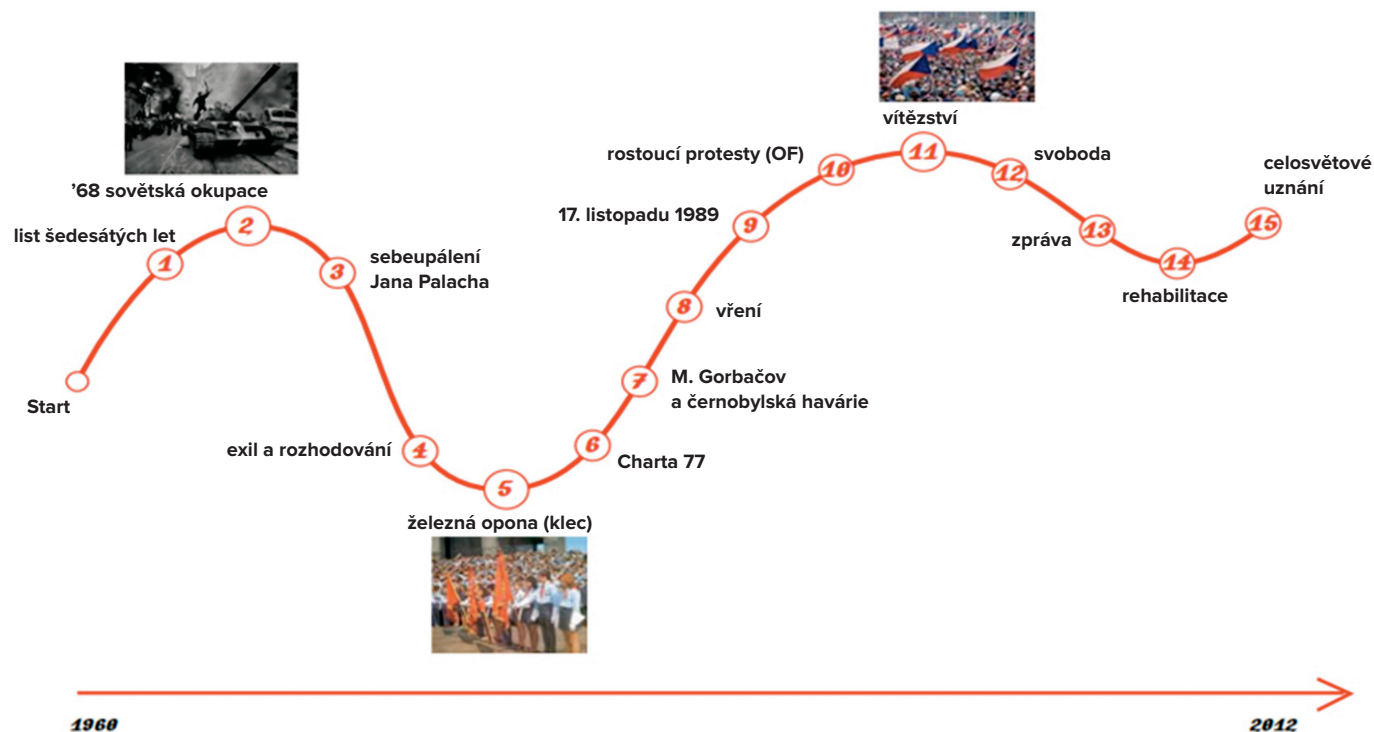 vítězství
rostoucí protesty (OF)
11
svoboda
10
12
celosvětové
uznání
'68 sovětská okupace
17. listopadu 1989
9
15
list šedesátých let
2
zpráva
13
1
sebeupálení
Jana Palacha
3
14
rehabilitace
8
vření
Start
7
M. Gorbačov
a černobylská havárie
exil a rozhodování
4
6
Charta 77
5
železná opona (klec)
1960
2012